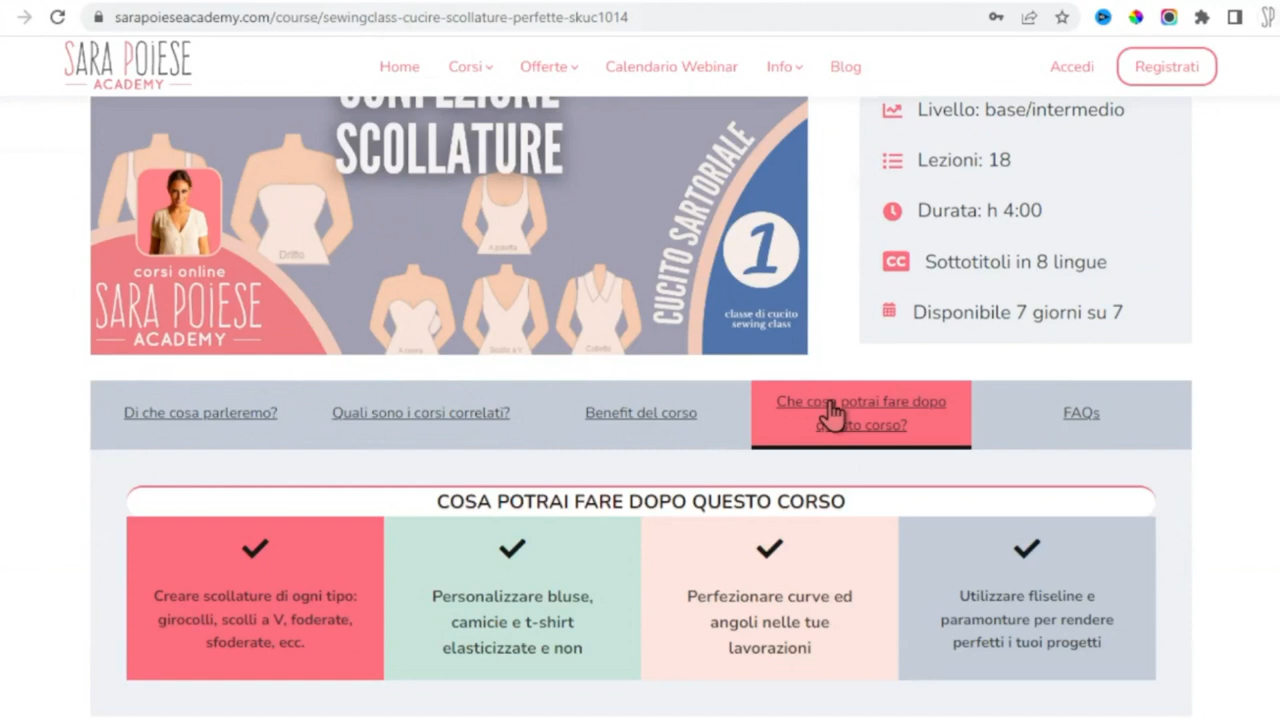 sarapoieseacademy.com/course/sewingclass-cucire-scollature-perfette-skuc1014
SARA POIESE
ACADEMY
Home
Corsi
Offerte
Calendario Webinar
Info
Blog
Accedi
Registrati
CONFEZIONE
SCOLLATURE
Dritto
A paletta
A cuore
Scollo a V
Colletto
corsi online
SARA POIESE
ACADEMY
CUCITO SARTORIALE
1
classe di cucito
sewing class
Livello: base/intermedio
Lezioni: 18
Durata: h 4:00
CC Sottotitoli in 8 lingue
Disponibile 7 giorni su 7
Di che cosa parleremo?
Quali sono i corsi correlati?
Benefit del corso
Che cosa potrai fare dopo
questo corso?
FAQs
COSA POTRAI FARE DOPO QUESTO CORSO
Creare scollature di ogni tipo:
girocolli, scolli a V, foderate,
sfoderate, ecc.
Personalizzare bluse,
camicie e t-shirt
elasticizzate e non
Perfezionare curve ed
angoli nelle tue
lavorazioni
Utilizzare fliseline e
paramonture per rendere
perfetti i tuoi progetti